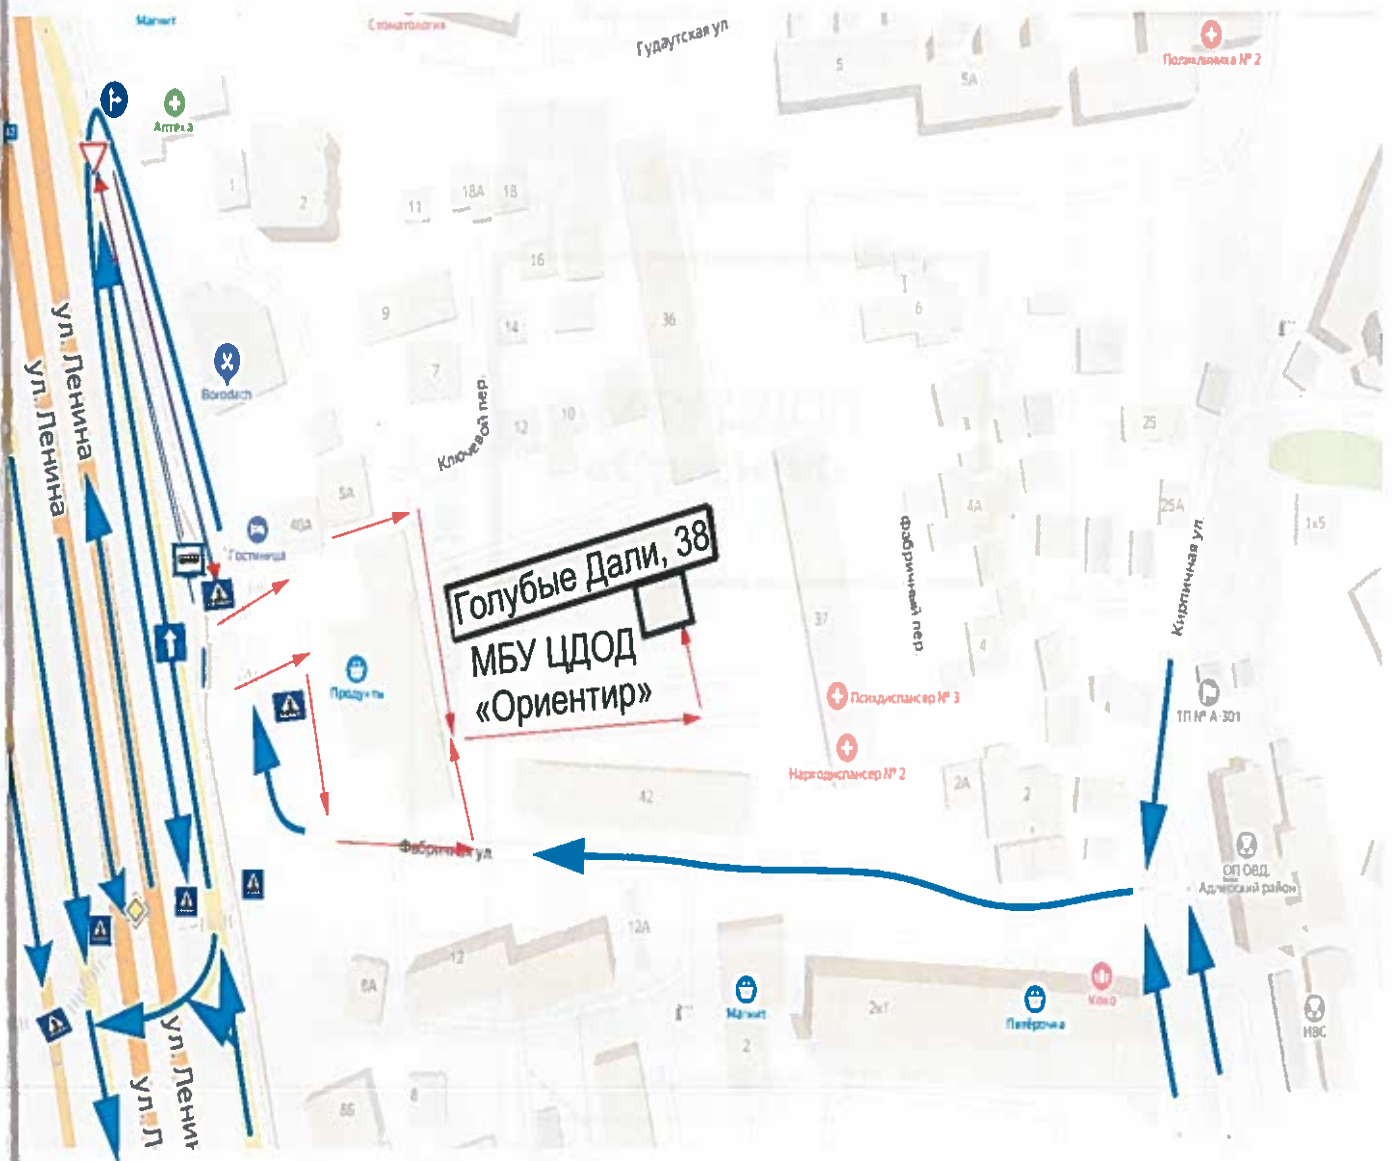 Магнит
Стоматология
Гудаутская ул
5
5А
Поликлиника № 2
Аптека
1
2
11
18А
18
16
36
9
14
6
7
ул. Ленина
ул. Ленина
Borodach
Ключевой пер.
12
10
25
5А
40А
Гостиница
4А
25А
1к5
Голубые Дали, 38
МБУ ЦДОД
«Ориентир»
37
Фабричный пер.
4
Кирпичная ул.
Продукты
Психдиспансер № 3
ТП № А-301
Наркодиспансер № 2
42
2А
2
Фабричная ул.
ОП ОВД,
Адлерский район
12А
12
8А
Магнит
2
2к1
Пятёрочка
Коко
НВС
ул. Ленин
ул. Л
8Б
8